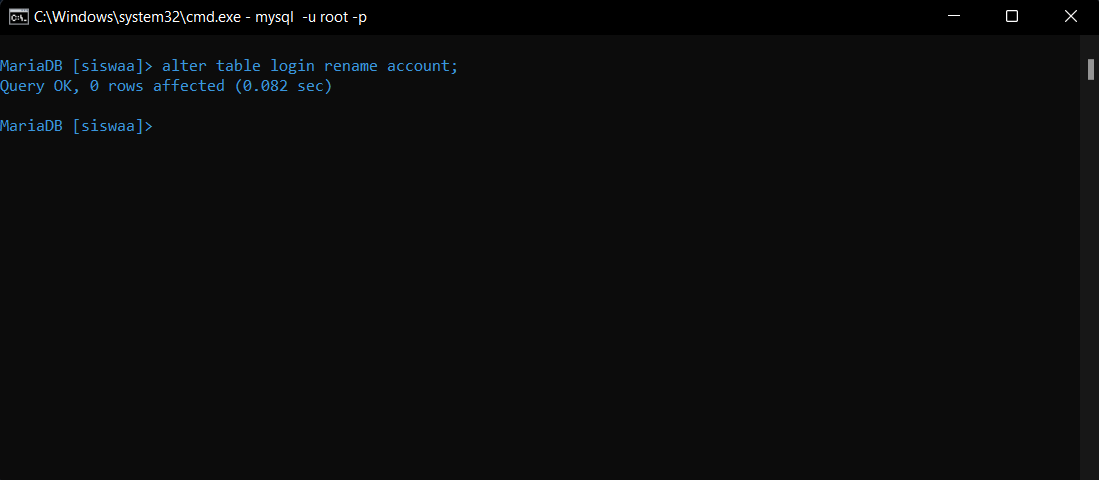 C:\Windows\system32\cmd.exe - mysql  -u root -p
MariaDB [siswaa]> alter table login rename account;
Query OK, 0 rows affected (0.082 sec)
MariaDB [siswaa]>